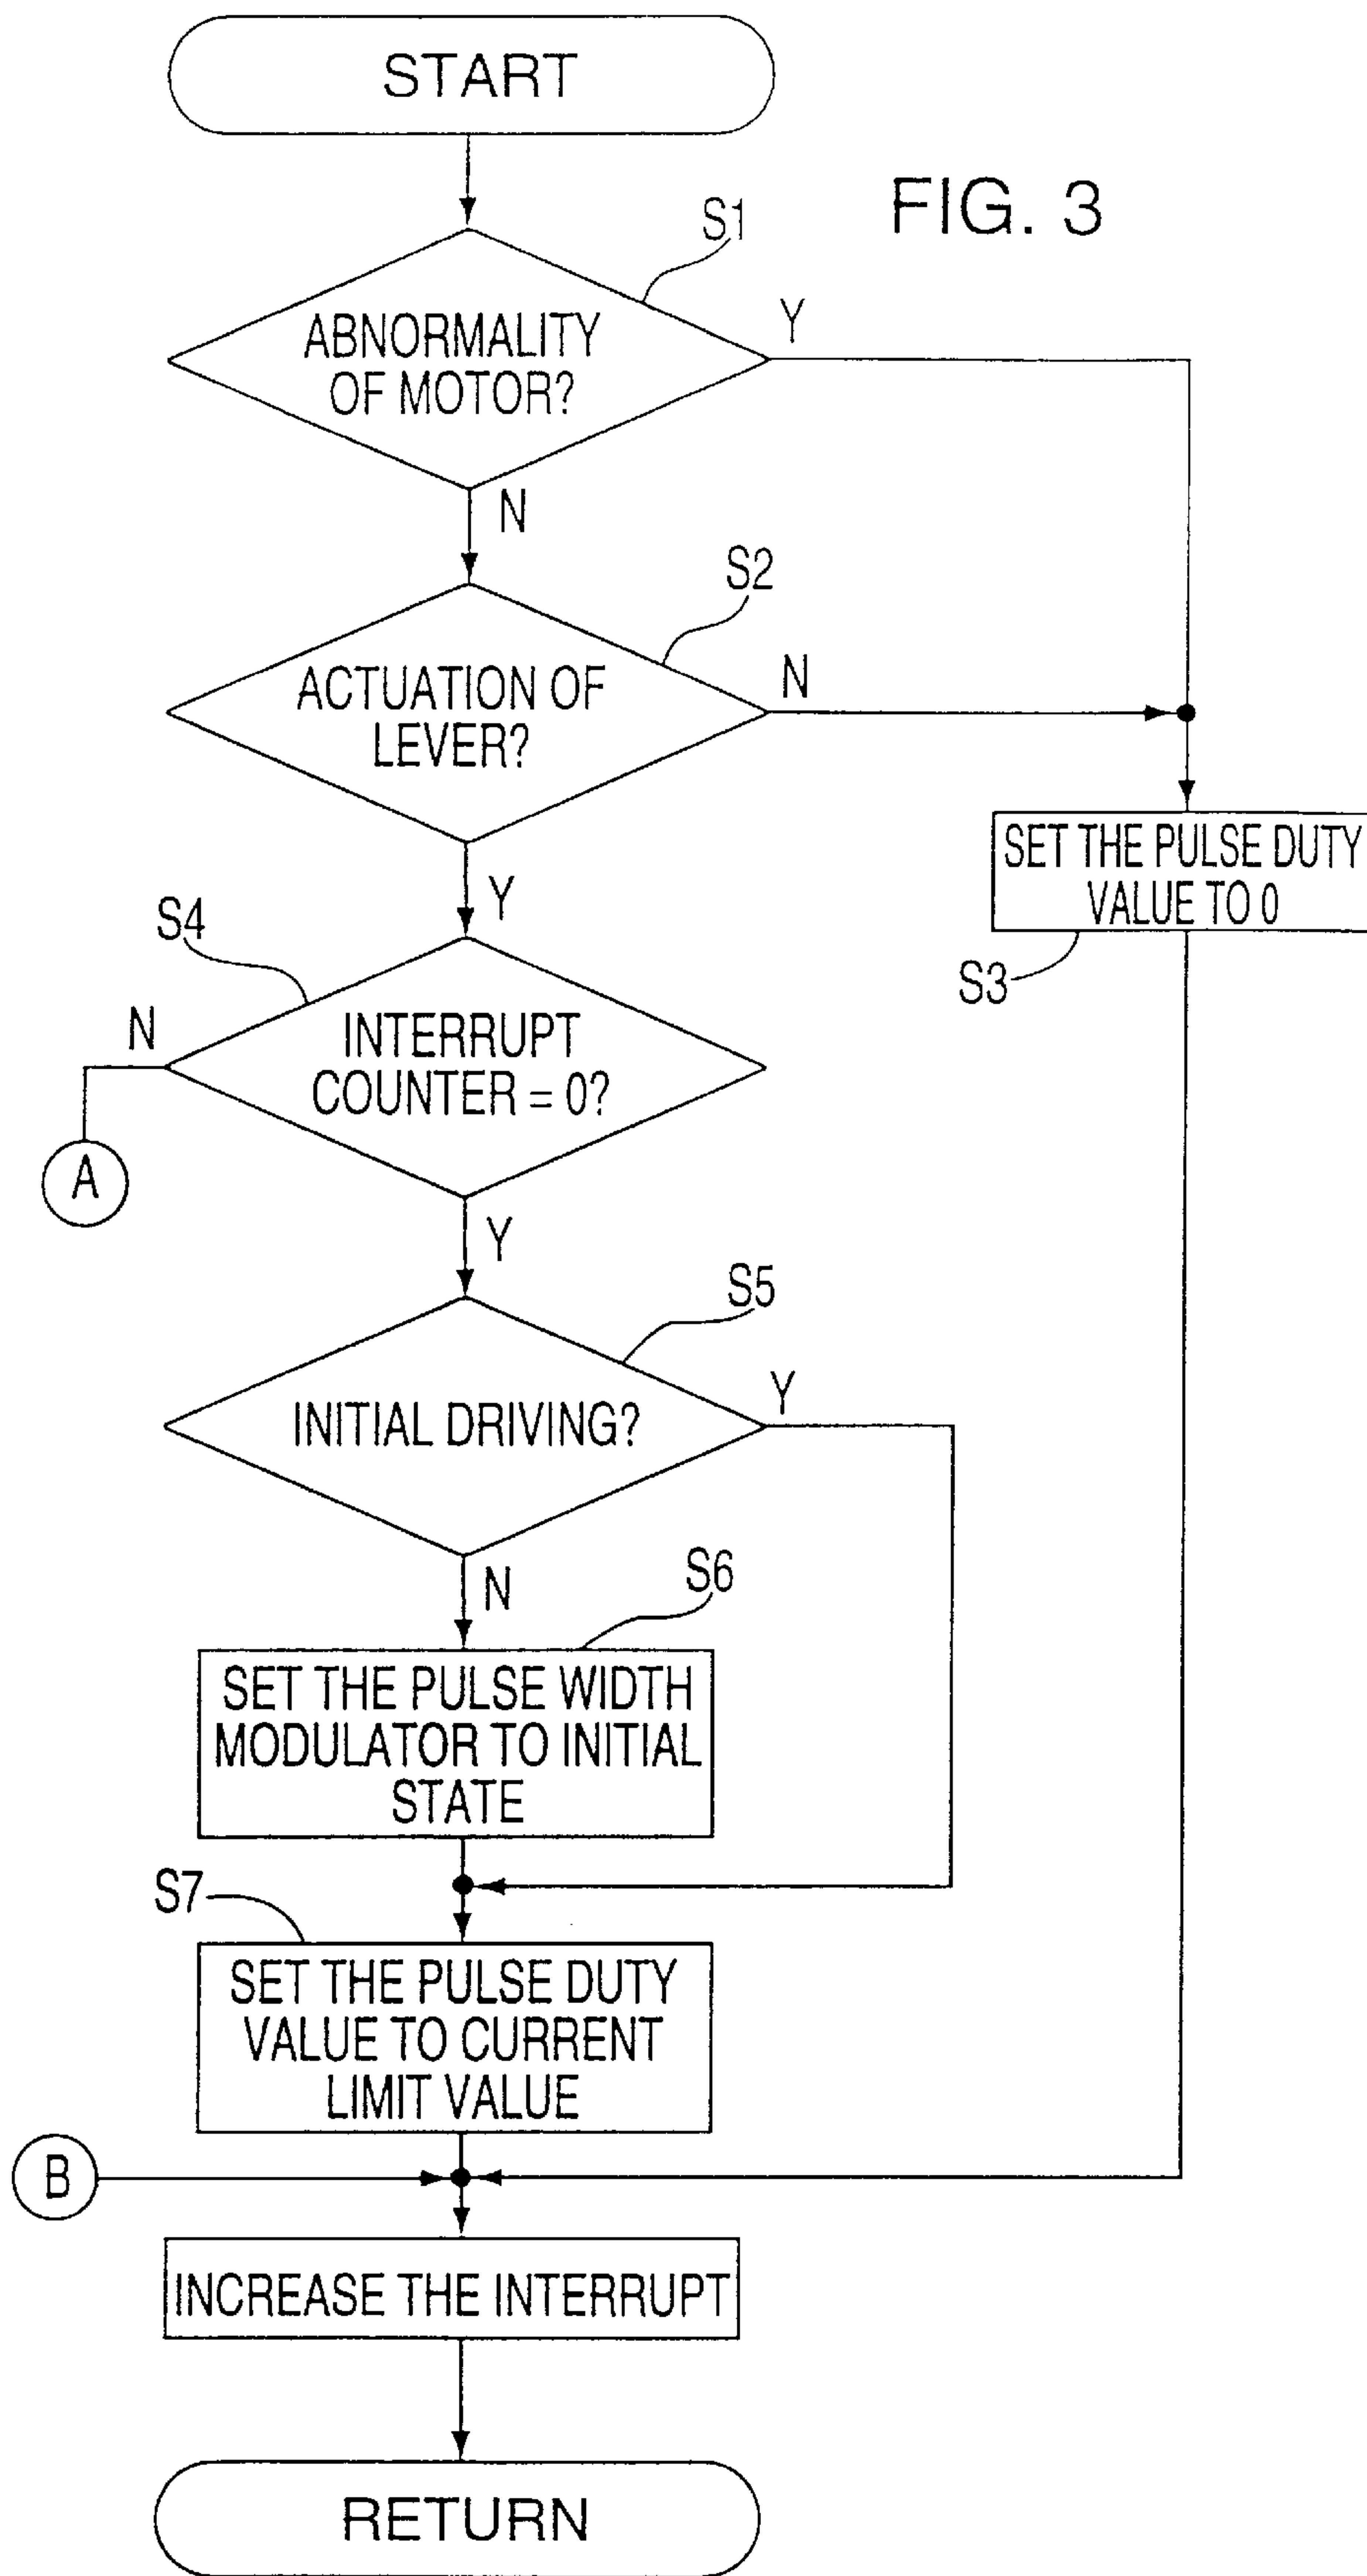 START
FIG. 3
S1
ABNORMALITY
OF MOTOR?
Y
N
S2
ACTUATION OF
LEVER?
N
SET THE PULSE DUTY
VALUE TO 0
S3
Y
S4
N
INTERRUPT
COUNTER = 0?
A
Y
S5
INITIAL DRIVING?
Y
N
S6
SET THE PULSE WIDTH
MODULATOR TO INITIAL
STATE
S7
SET THE PULSE DUTY
VALUE TO CURRENT
LIMIT VALUE
B
INCREASE THE INTERRUPT
RETURN